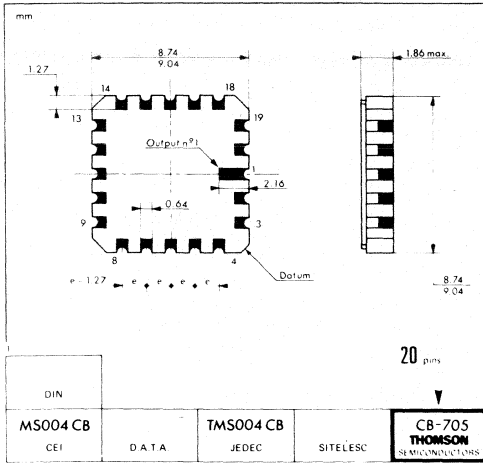 mm
8.74
9.04
1.86 max.
1.27
14
18
13
19
Output nº1
1
2.16
0.64
9
3
8
4
Datum
e - 1.27
e
e
e
8.74
9.04
20 pins
DIN
MS004 CB
CEI
D.A.T.A.
TMS004 CB
JEDEC
SITELESC
CB-705
THOMSON
SEMICONDUCTORS